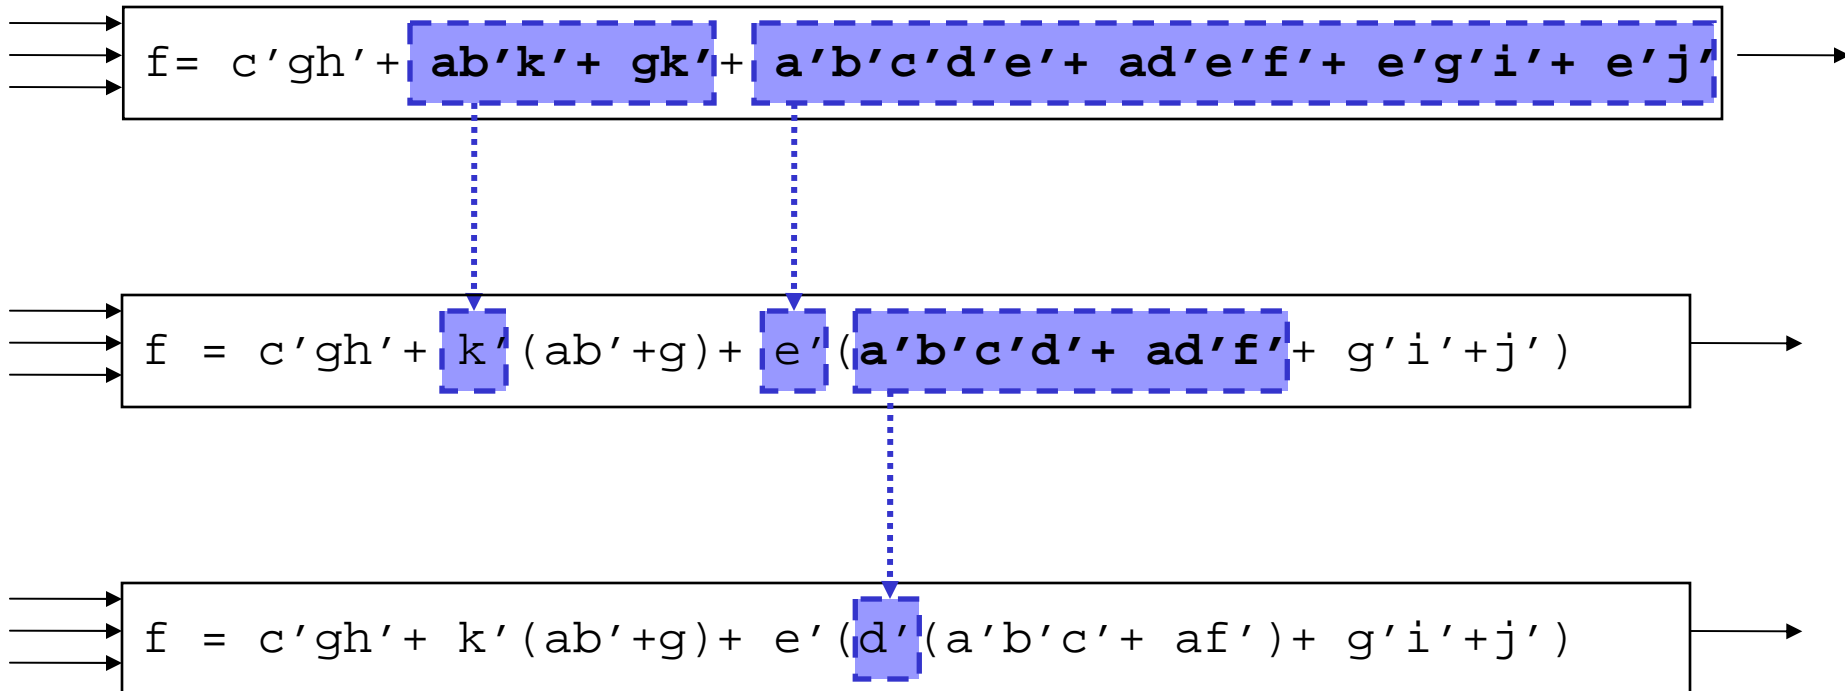 f= c'gh'+ ab'k'+ gk'+ a'b'c'd'e'+ ad'e'f'+ e'g'i'+ e'j'
f = c'gh'+ k'(ab'+g)+ e'(a'b'c'd'+ ad'f'+ g'i'+j')
f = c'gh'+ k'(ab'+g)+ e'(d'(a'b'c'+ af')+ g'i'+j')